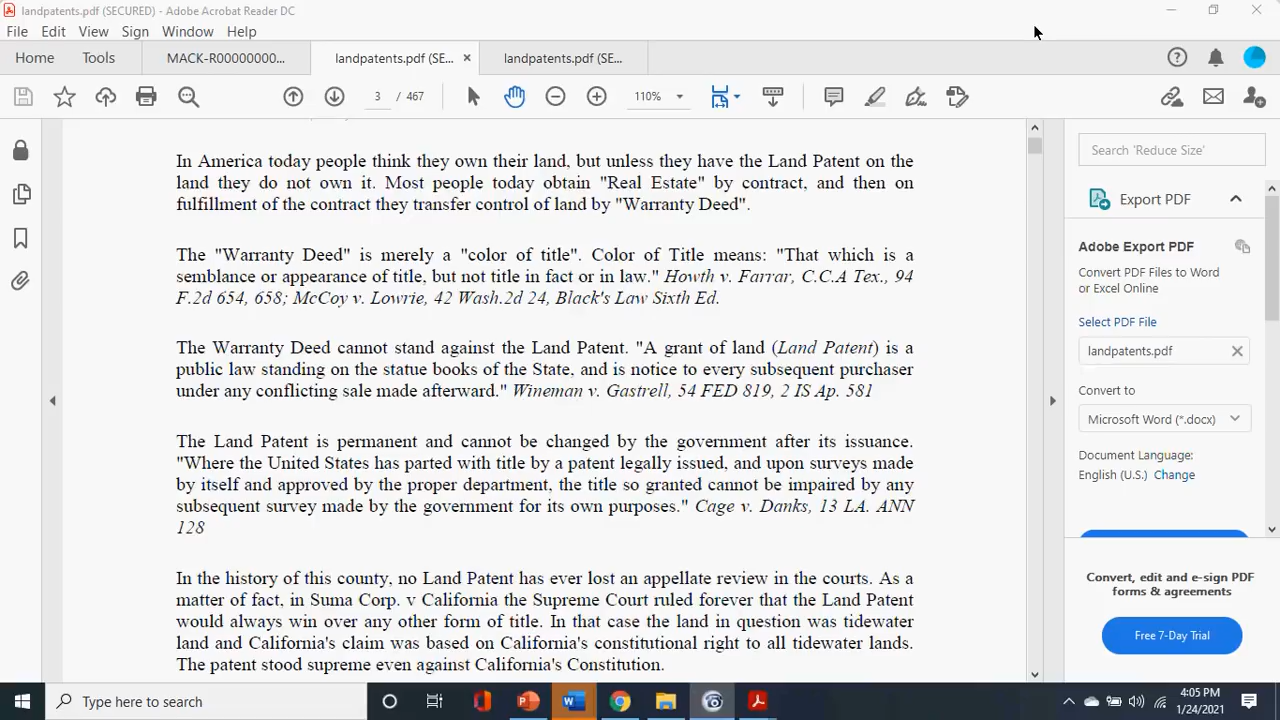 landpatents.pdf (SECURED) - Adobe Acrobat Reader DC
File Edit View Sign Window Help
Home Tools MACK-R00000000... landpatents.pdf (SE... × landpatents.pdf (SE...
3 / 467 110%
In America today people think they own their land, but unless they have the Land Patent on the
land they do not own it. Most people today obtain "Real Estate" by contract, and then on
fulfillment of the contract they transfer control of land by "Warranty Deed".
The "Warranty Deed" is merely a "color of title". Color of Title means: "That which is a
semblance or appearance of title, but not title in fact or in law." Howth v. Farrar, C.C.A Tex., 94
F.2d 654, 658; McCoy v. Lowrie, 42 Wash.2d 24, Black's Law Sixth Ed.
The Warranty Deed cannot stand against the Land Patent. "A grant of land (Land Patent) is a
public law standing on the statue books of the State, and is notice to every subsequent purchaser
under any conflicting sale made afterward." Wineman v. Gastrell, 54 FED 819, 2 IS Ap. 581
The Land Patent is permanent and cannot be changed by the government after its issuance.
"Where the United States has parted with title by a patent legally issued, and upon surveys made
by itself and approved by the proper department, the title so granted cannot be impaired by any
subsequent survey made by the government for its own purposes." Cage v. Danks, 13 LA. ANN
128
In the history of this county, no Land Patent has ever lost an appellate review in the courts. As a
matter of fact, in Suma Corp. v California the Supreme Court ruled forever that the Land Patent
would always win over any other form of title. In that case the land in question was tidewater
land and California's claim was based on California's constitutional right to all tidewater lands.
The patent stood supreme even against California's Constitution.
Search 'Reduce Size'
Export PDF
Adobe Export PDF
Convert PDF Files to Word
or Excel Online
Select PDF File
landpatents.pdf
Convert to
Microsoft Word (*.docx)
Document Language:
English (U.S.) Change
Convert, edit and e-sign PDF
forms & agreements
Free 7-Day Trial
Type here to search
4:05 PM
1/24/2021